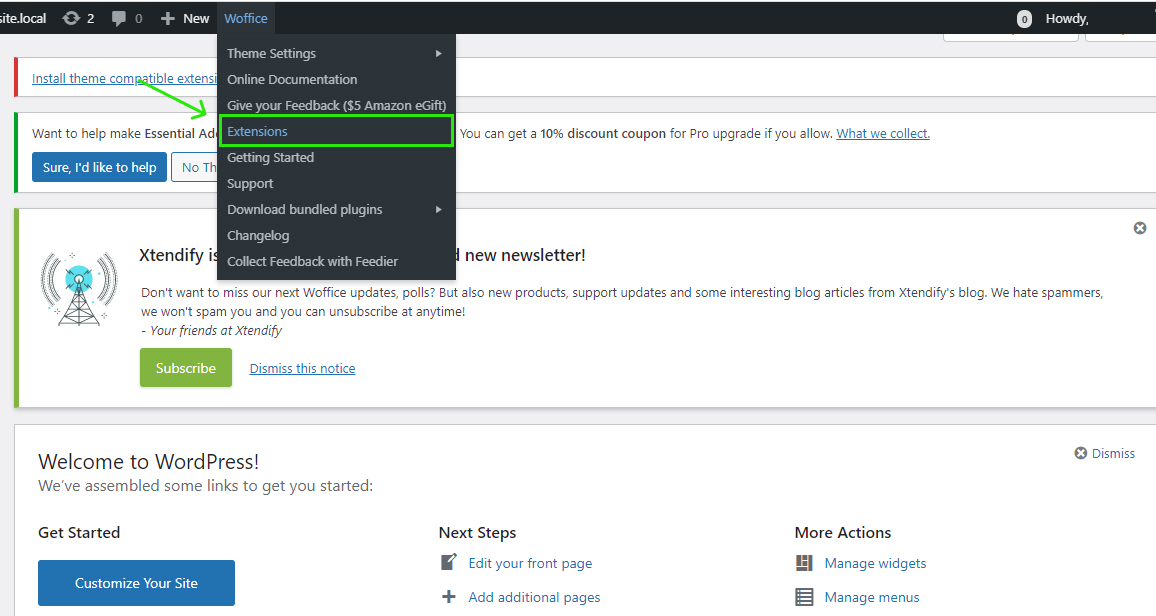 site.local 2 0 New Woffice 0 Howdy,
Theme Settings
Online Documentation
Give your Feedback ($5 Amazon eGift)
Extensions
Getting Started
Support
Download bundled plugins
Changelog
Collect Feedback with Feedier
Install theme compatible extensi
Want to help make Essential Ad You can get a 10% discount coupon for Pro upgrade if you allow. What we collect.
Sure, I'd like to help No Th
Xtendify is d new newsletter!
Don't want to miss our next Woffice updates, polls? But also new products, support updates and some interesting blog articles from Xtendify's blog. We hate spammers,
we won't spam you and you can unsubscribe at anytime!
- Your friends at Xtendify
Subscribe Dismiss this notice
Welcome to WordPress! Dismiss
We've assembled some links to get you started:
Get Started
Customize Your Site
Next Steps
Edit your front page
Add additional pages
More Actions
Manage widgets
Manage menus